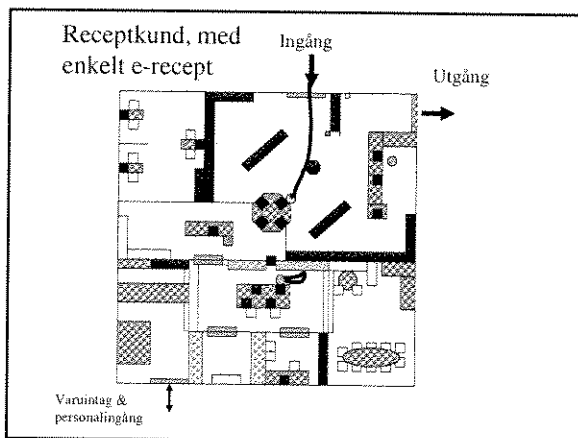 Receptkund, med
enkelt e-recept
Ingång
Utgång
Varuintag &
personalingång